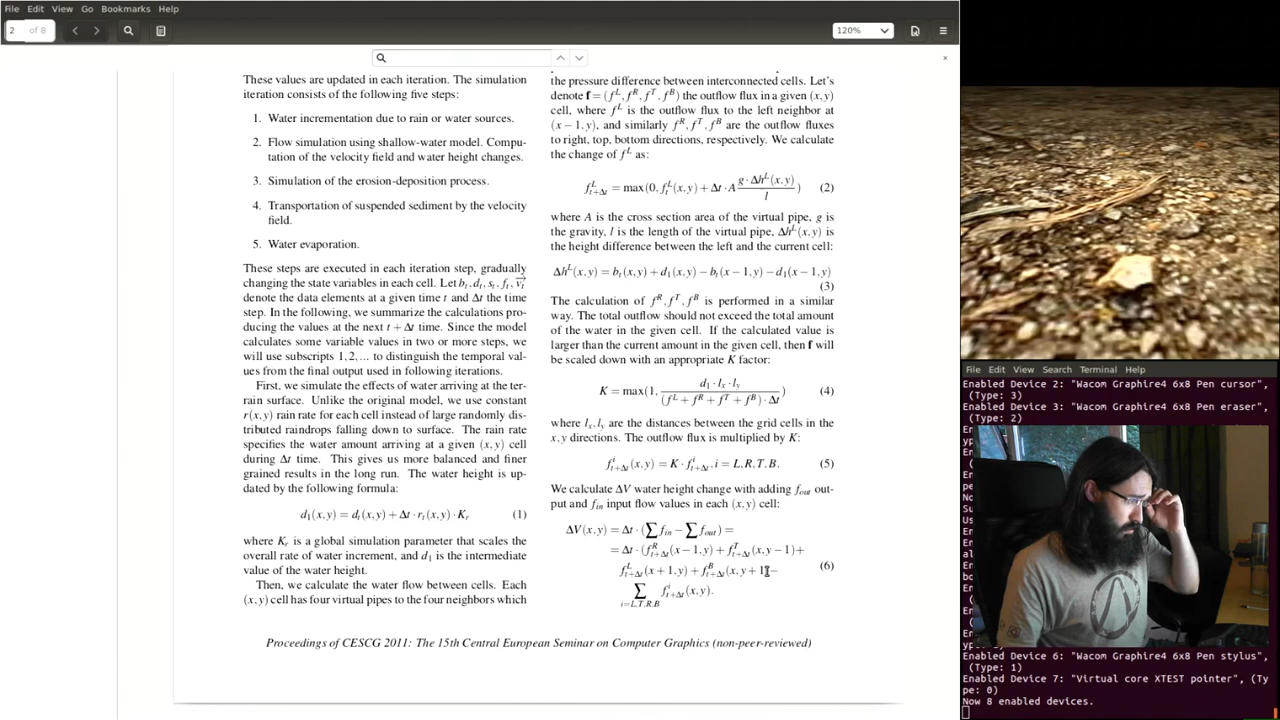 File Edit View Go Bookmarks Help
2 of 8
120%
These values are updated in each iteration. The simulation
iteration consists of the following five steps:
1. Water incrementation due to rain or water sources.
2. Flow simulation using shallow-water model. Compu-
tation of the velocity field and water height changes.
3. Simulation of the erosion-deposition process.
4. Transportation of suspended sediment by the velocity
field.
5. Water evaporation.
These steps are executed in each iteration step, gradually
changing the state variables in each cell. Let b_t, d_t, s_t, f_t, \vec{v_t}
denote the data elements at a given time t and Δt the time
step. In the following, we summarize the calculations pro-
ducing the values at the next t + Δt time. Since the model
calculates some variable values in two or more steps, we
will use subscripts 1,2,... to distinguish the temporal val-
ues from the final output used in following iterations.
First, we simulate the effects of water arriving at the ter-
rain surface. Unlike the original model, we use constant
r(x,y) rain rate for each cell instead of large randomly dis-
tributed raindrops falling down to surface. The rain rate
specifies the water amount arriving at a given (x,y) cell
during Δt time. This gives us more balanced and finer
grained results in the long run. The water height is up-
dated by the following formula:
d_1(x,y) = d_t(x,y) + Δt · r_t(x,y) · K_r (1)
where K_r is a global simulation parameter that scales the
overall rate of water increment, and d_1 is the intermediate
value of the water height.
Then, we calculate the water flow between cells. Each
(x,y) cell has four virtual pipes to the four neighbors which
the pressure difference between interconnected cells. Let's
denote f = (f^L, f^R, f^T, f^B) the outflow flux in a given (x,y)
cell, where f^L is the outflow flux to the left neighbor at
(x−1,y), and similarly f^R, f^T, f^B are the outflow fluxes
to right, top, bottom directions, respectively. We calculate
the change of f^L as:
f^L_{t+Δt} = max(0, f^L_t(x,y) + Δt · A g · Δh^L(x,y) / l) (2)
where A is the cross section area of the virtual pipe, g is
the gravity, l is the length of the virtual pipe, Δh^L(x,y) is
the height difference between the left and the current cell:
Δh^L(x,y) = b_t(x,y) + d_1(x,y) − b_t(x−1,y) − d_1(x−1,y)
(3)
The calculation of f^R, f^T, f^B is performed in a similar
way. The total outflow should not exceed the total amount
of the water in the given cell. If the calculated value is
larger than the current amount in the given cell, then f will
be scaled down with an appropriate K factor:
K = max(1, d_1 · l_x · l_y / (f^L + f^R + f^T + f^B) · Δt) (4)
where l_x, l_y are the distances between the grid cells in the
x,y directions. The outflow flux is multiplied by K:
f^i_{t+Δt}(x,y) = K · f^i_{t+Δt}, i = L,R,T,B. (5)
We calculate ΔV water height change with adding f_out out-
put and f_in input flow values in each (x,y) cell:
ΔV(x,y) = Δt · (∑ f_in − ∑ f_out) =
= Δt · (f^R_{t+Δt}(x−1,y) + f^T_{t+Δt}(x,y−1)+
f^L_{t+Δt}(x+1,y) + f^B_{t+Δt}(x,y+1)− (6)
∑_{i=L,T,R,B} f^i_{t+Δt}(x,y).
Proceedings of CESCG 2011: The 15th Central European Seminar on Computer Graphics (non-peer-reviewed)
File Edit View Search Terminal Help
Enabled Device 2: "Wacom Graphire4 6x8 Pen cursor",
(Type: 3)
Enabled Device 3: "Wacom Graphire4 6x8 Pen eraser",
(Type: 2)
Enabled Device 6: "Wacom Graphire4 6x8 Pen stylus",
(Type: 1)
Enabled Device 7: "Virtual core XTEST pointer", (Ty
pe: 0)
Now 8 enabled devices.